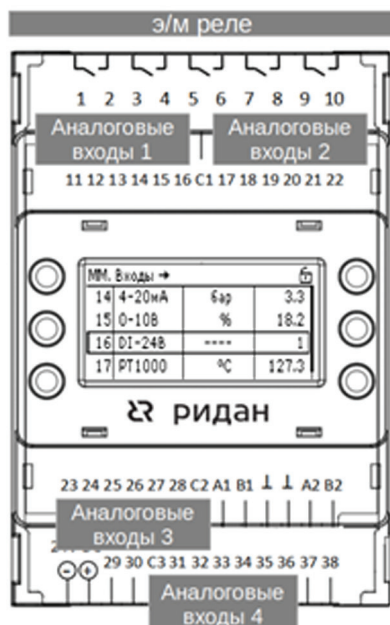 э/м реле
1 2 3 4 5 6 7 8 9 10
Аналоговые входы 1
Аналоговые входы 2
11 12 13 14 15 16 C1 17 18 19 20 21 22
ММ. Входы →
14 4-20мА бар 3.3
15 0-10В % 18.2
16 DI-24В ---- 1
17 PT1000 ºC 127.3
ридан
23 24 25 26 27 28 C2 A1 B1 ⊥ ⊥ A2 B2
Аналоговые входы 3
29 30 C3 31 32 33 34 35 36 37 38
Аналоговые входы 4